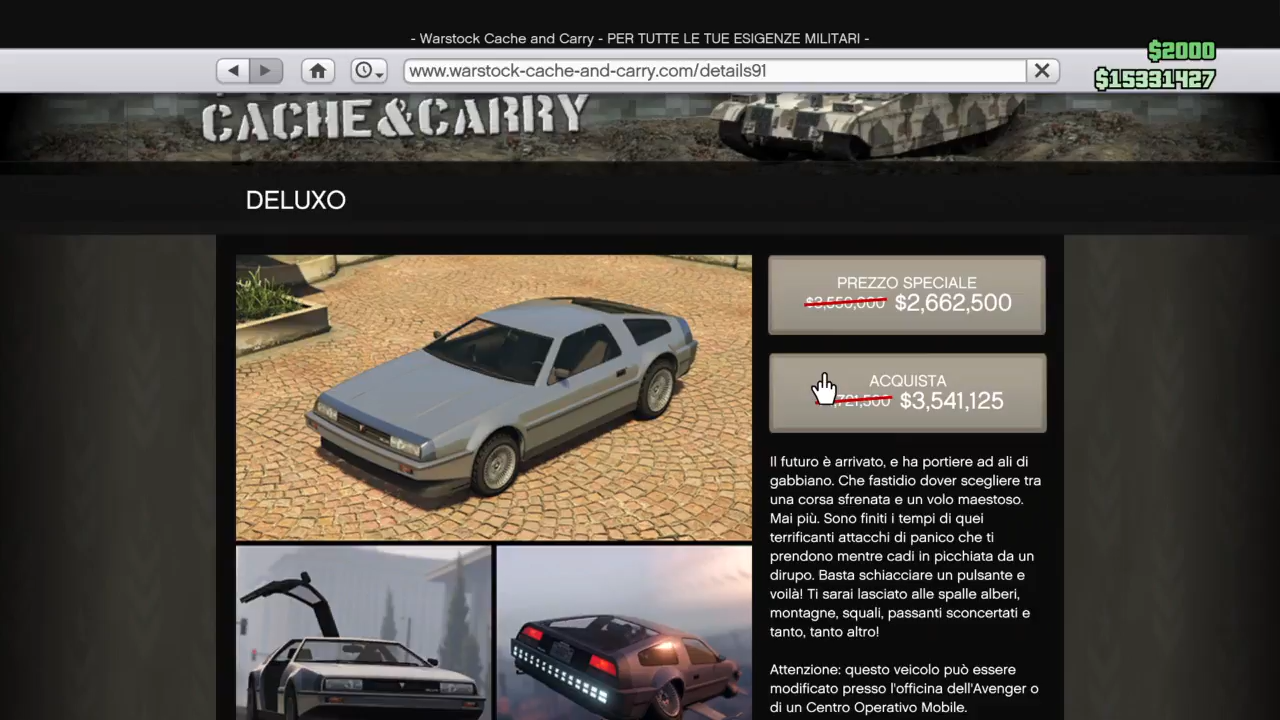 - Warstock Cache and Carry - PER TUTTE LE TUE ESIGENZE MILITARI -
$2000
www.warstock-cache-and-carry.com/details91
$15331427
CACHE&CARRY
DELUXO
PREZZO SPECIALE
$3,550,000 $2,662,500
ACQUISTA
$3,541,125
Il futuro è arrivato, e ha portiere ad ali di
gabbiano. Che fastidio dover scegliere tra
una corsa sfrenata e un volo maestoso.
Mai più. Sono finiti i tempi di quei
terrificanti attacchi di panico che ti
prendono mentre cadi in picchiata da un
dirupo. Basta schiacciare un pulsante e
voilà! Ti sarai lasciato alle spalle alberi,
montagne, squali, passanti sconcertati e
tanto, tanto altro!
Attenzione: questo veicolo può essere
modificato presso l'officina dell'Avenger o
di un Centro Operativo Mobile.